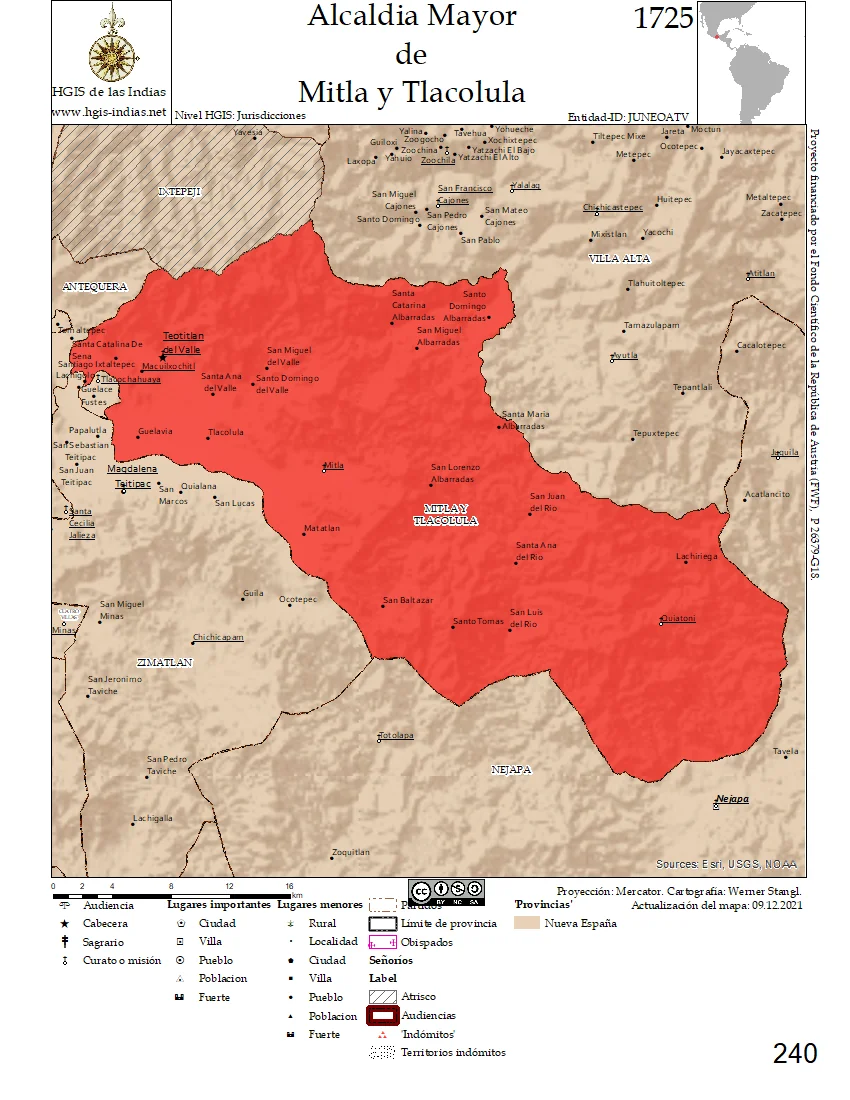 Alcaldia Mayor
de
Mitla y Tlacolula
1725
HGIS de las Indias
www.hgis-indias.net
Nivel HGIS: Jurisdicciones
Entidad-ID: JUNEOATV
Proyecto financiado por el Fondo Científico de la República de Austria (FWF), P 26379-G18.
Yavesia
Yalina
Tavehua
Yohueche
Guiloxi
Zoogocho
Xochixtepec
Zoochina
Yatzachi El Bajo
Laxopa
Yahuio
Zoochila
Yatzachi El Alto
Tiltepec Mixe
Jareta
Moctun
Ocotepec
Metepec
Jayacaxtepec
INTEPEJI
San Miguel
Cajones
San Francisco
Cajones
Yalalag
Santo Domingo
San Pedro
Cajones
San Mateo
Cajones
San Pablo
Chichicastepec
Huitepec
Metaltepec
Zacatepec
Mixistlan
Yacochi
VILLA ALTA
Atitlan
ANTEQUERA
Tlahuitoltepec
Santa
Catarina
Albarradas
Santo
Domingo
Albarradas
San Miguel
Albarradas
Tamazulapam
Cacalotepec
Ayutla
Tepantlali
Tepuxtepec
Juquila
Acatlancito
Teotitlan
del Valle
Santa Catalina De
Sena
Santiago Ixtaltepec
Macuilxochitl
Tlacochahuaya
Guelace
Fustes
San Miguel
del Valle
Santa Ana
del Valle
Santo Domingo
del Valle
Santa Maria
Albarradas
Papalutla
Guelavia
Tlacolula
San Sebastian
Teitipac
San Juan
Teitipac
Magdalena
Teitipac
San
Marcos
Quialana
San Lucas
Mitla
San Lorenzo
Albarradas
MITLA Y
TLACOLULA
San Juan
del Rio
Santa
Cecilia
Jalieza
Matatlan
Santa Ana
del Rio
Lachiriega
Guila
Ocotepec
San Baltazar
Santo Tomas
San Luis
del Rio
Quiatoni
Minas
San Miguel
Minas
Chichicapam
ZIMATLAN
San Jeronimo
Taviche
Totolapa
NEJAPA
Tavela
Nejapa
San Pedro
Taviche
Lachigalla
Zoquitlan
Sources: Esri, USGS, NOAA
0 2 4 8 12 16
km
CC BY NC SA
Proyección: Mercator. Cartografía: Werner Stangl.
Actualización del mapa: 09.12.2021
Audiencia
Cabecera
Sagrario
Curato o misión
Lugares importantes
Ciudad
Villa
Pueblo
Poblacion
Fuerte
Lugares menores
Rural
Localidad
Ciudad
Villa
Pueblo
Poblacion
Fuerte
Límite de provincia
Obispados
Señoríos
Label
Atrisco
Audiencias
'Indómitos'
Territorios indómitos
'Provincias'
Nueva España
240